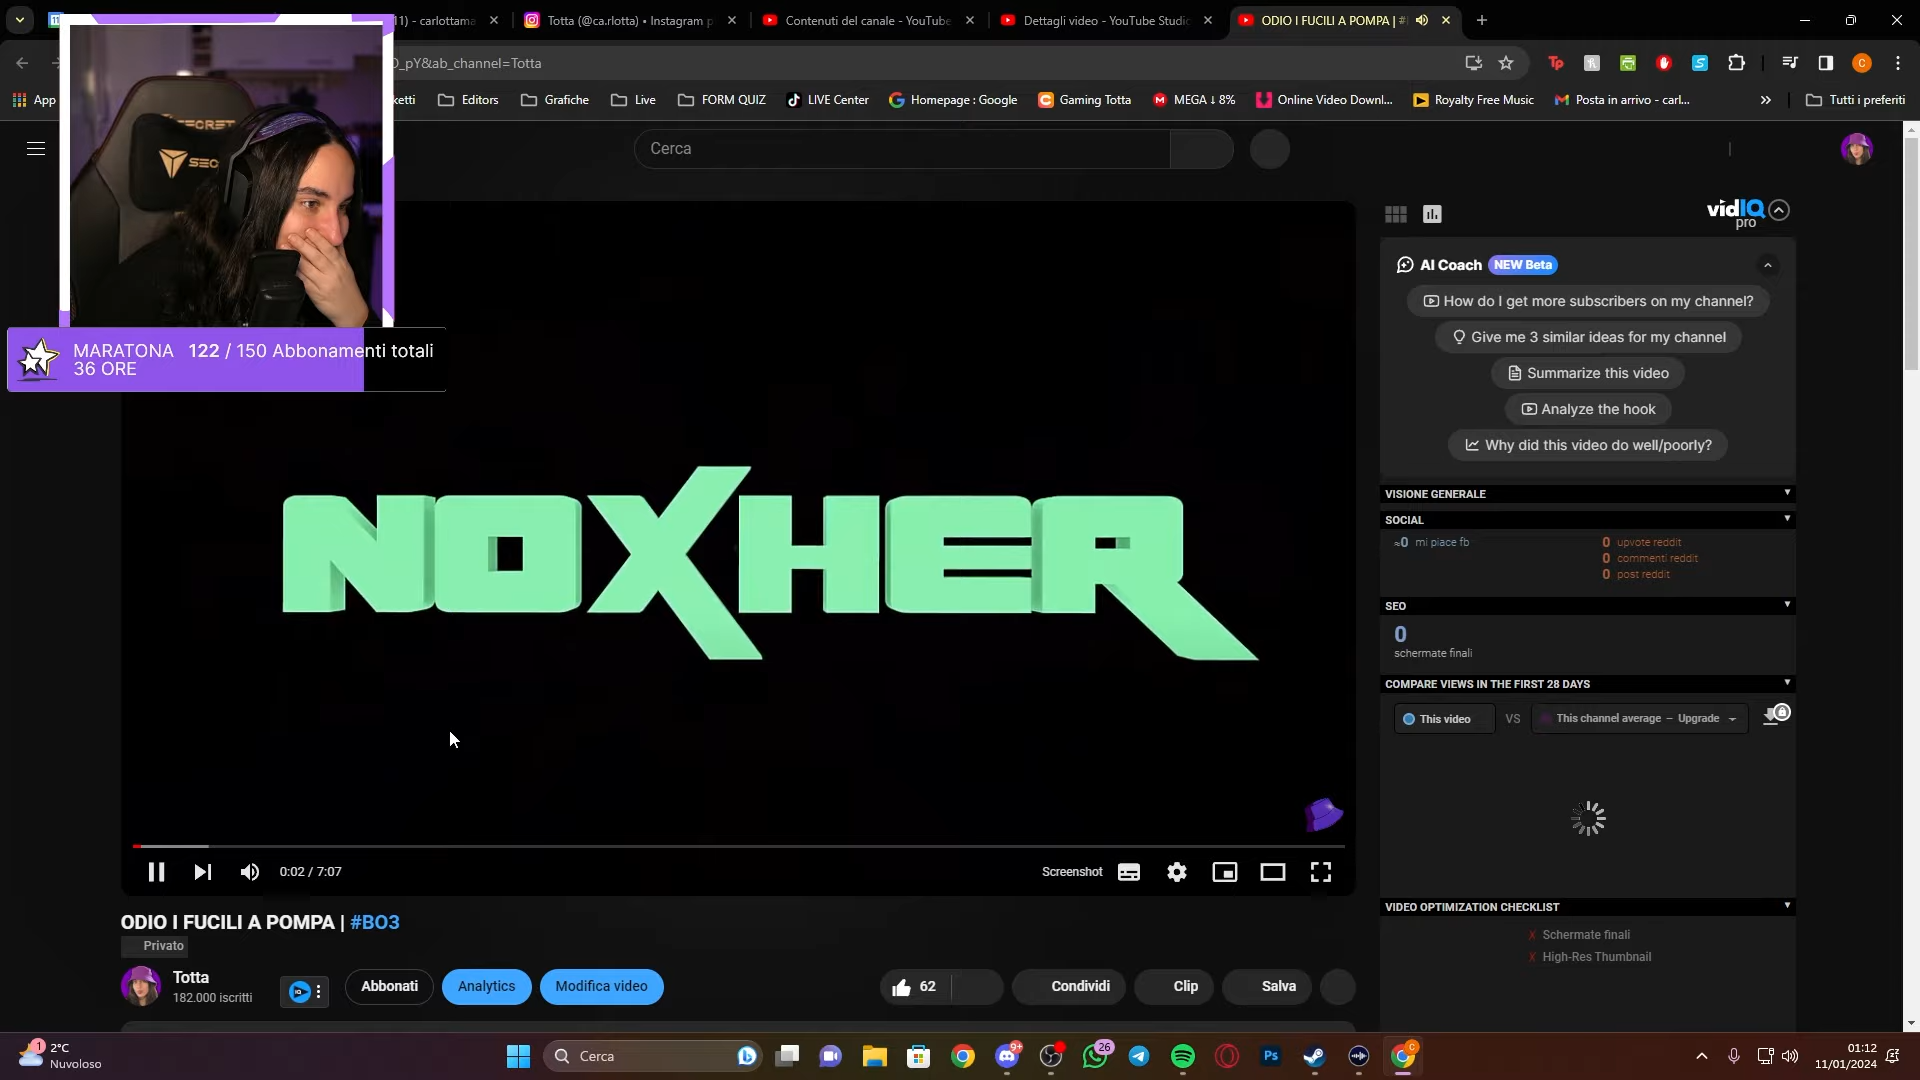 11) - carlottama
Totta (@ca.rlotta) • Instagram p
Contenuti del canale - YouTube
Dettagli video - YouTube Studio
ODIO I FUCILI A POMPA | #
D_pY&ab_channel=Totta
App
ketti
Editors
Grafiche
Live
FORM QUIZ
LIVE Center
Homepage : Google
Gaming Totta
MEGA ↓ 8%
Online Video Downl...
Royalty Free Music
Posta in arrivo - carl...
»
Tutti i preferiti
SECRET
SEC
Cerca
MARATONA 122 / 150 Abbonamenti totali
36 ORE
NOXHER
0:02 / 7:07
Screenshot
ODIO I FUCILI A POMPA | #BO3
Privato
Totta
182.000 iscritti
Abbonati
Analytics
Modifica video
62
Condividi
Clip
Salva
vidIQ
pro
AI Coach NEW Beta
How do I get more subscribers on my channel?
Give me 3 similar ideas for my channel
Summarize this video
Analyze the hook
Why did this video do well/poorly?
VISIONE GENERALE
SOCIAL
≈0 mi piace fb
0 upvote reddit
0 commenti reddit
0 post reddit
SEO
0
schermate finali
COMPARE VIEWS IN THE FIRST 28 DAYS
This video VS This channel average – Upgrade
VIDEO OPTIMIZATION CHECKLIST
X Schermate finali
X High-Res Thumbnail
1
2°C
Nuvoloso
Cerca
9+
26
Ps
01:12
11/01/2024